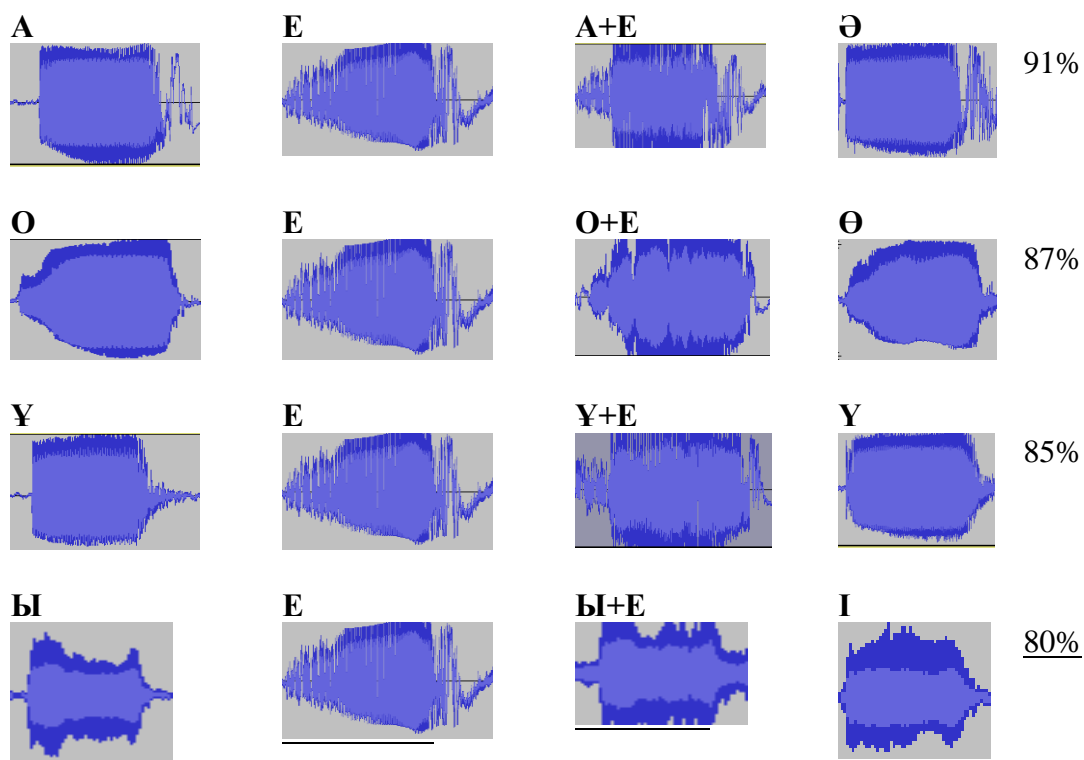 А Е А+Е Ә 91%
О Е О+Е Ө 87%
Ұ Е Ұ+Е Ү 85%
Ы Е Ы+Е І 80%